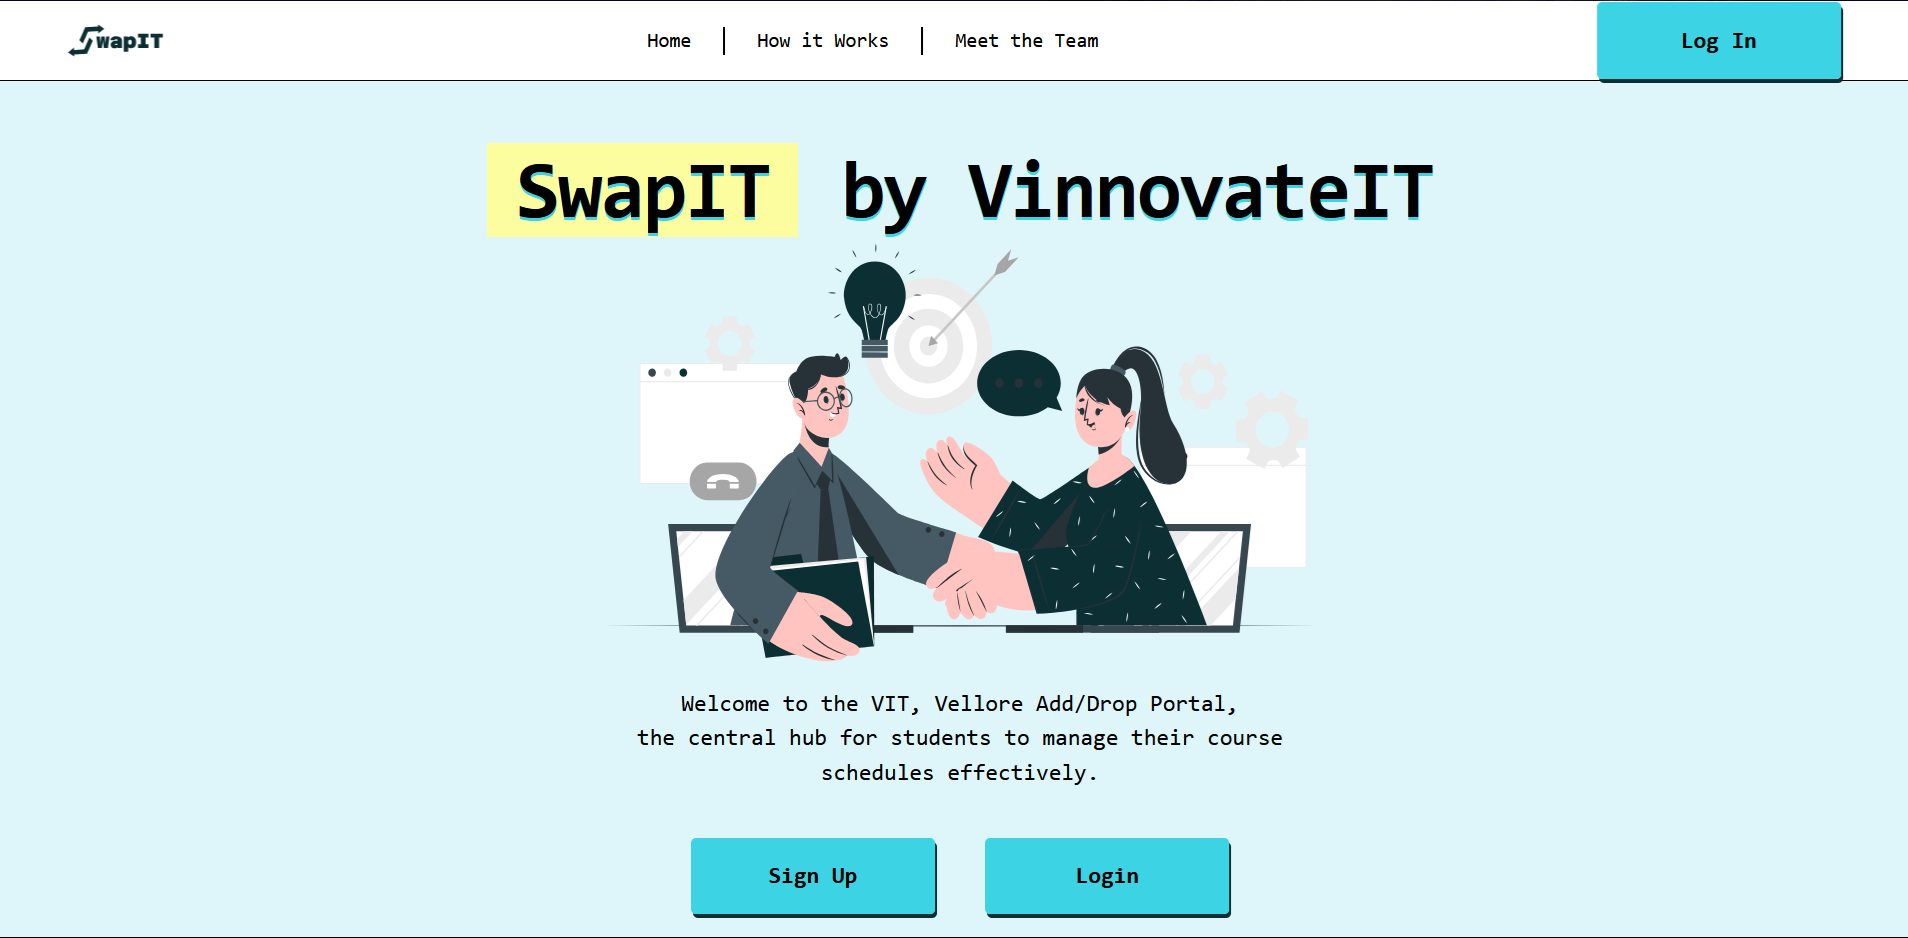 SwapIT
Home
How it Works
Meet the Team
Log In
SwapIT by VinnovateIT
Welcome to the VIT, Vellore Add/Drop Portal,
the central hub for students to manage their course
schedules effectively.
Sign Up
Login